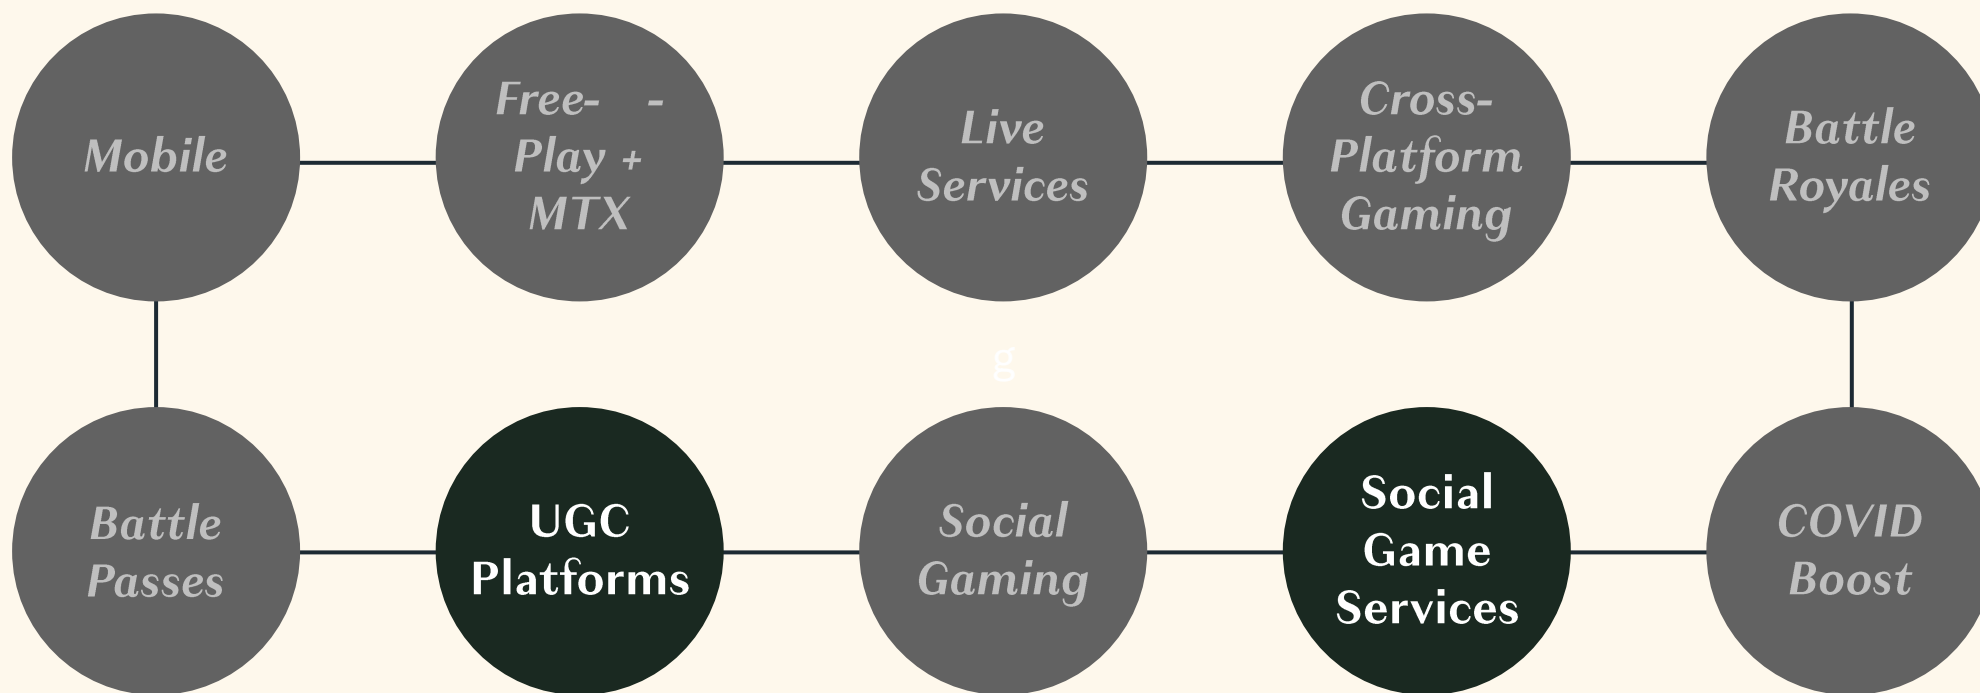 Mobile
Free- -
Play +
MTX
Live
Services
Cross-
Platform
Gaming
Battle
Royales
g
Battle
Passes
UGC
Platforms
Social
Gaming
Social
Game
Services
COVID
Boost